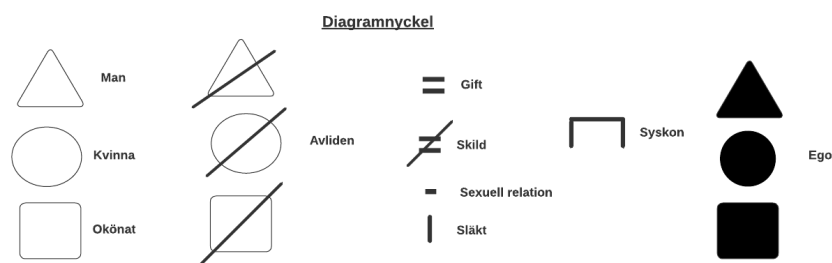 Diagramnyckel
Man
Kvinna
Okönat
Avliden
Gift
Skild
Sexuell relation
Släkt
Syskon
Ego